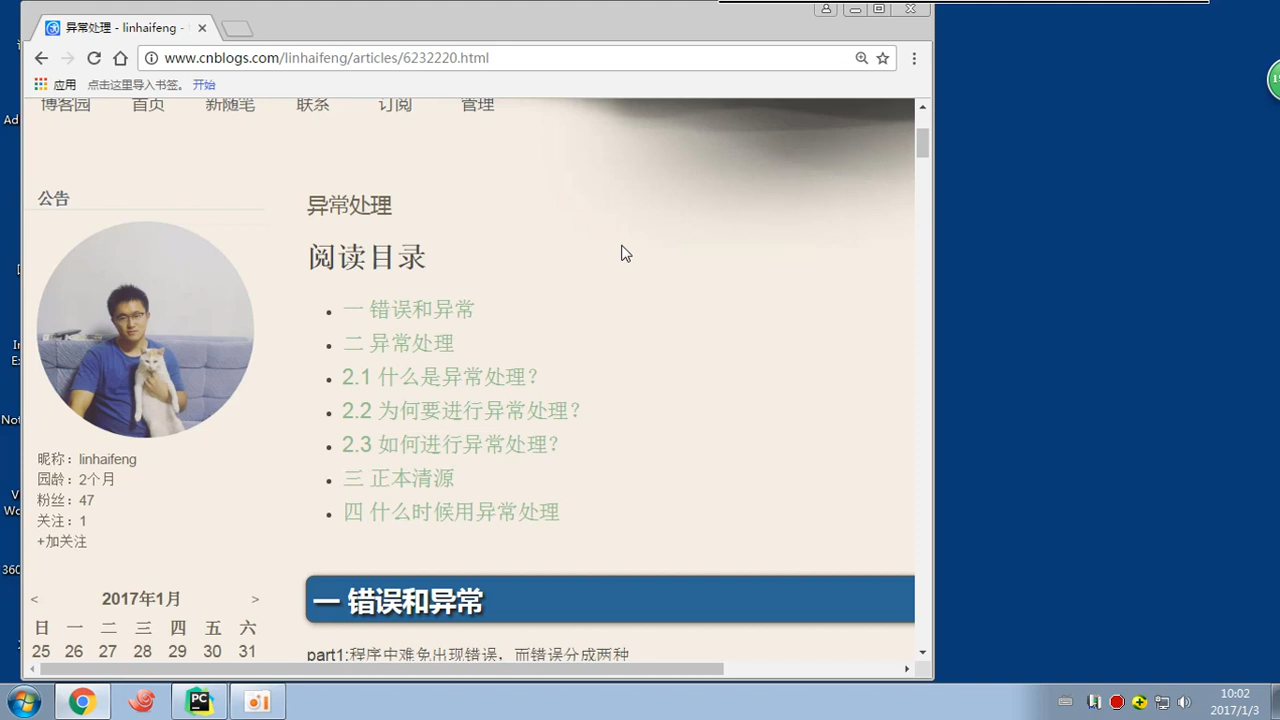 异常处理 - linhaifeng -
www.cnblogs.com/linhaifeng/articles/6232220.html
应用 点击这里导入书签。 开始
博客园 首页 新随笔 联系 订阅 管理
公告
异常处理
阅读目录
一 错误和异常
二 异常处理
2.1 什么是异常处理？
2.2 为何要进行异常处理？
2.3 如何进行异常处理？
三 正本清源
四 什么时候用异常处理
昵称：linhaifeng
园龄：2个月
粉丝：47
关注：1
+加关注
< 2017年1月 >
日 一 二 三 四 五 六
25 26 27 28 29 30 31
一 错误和异常
part1:程序中难免出现错误，而错误分成两种
Ad
Not
360
PC
10:02
2017/1/3